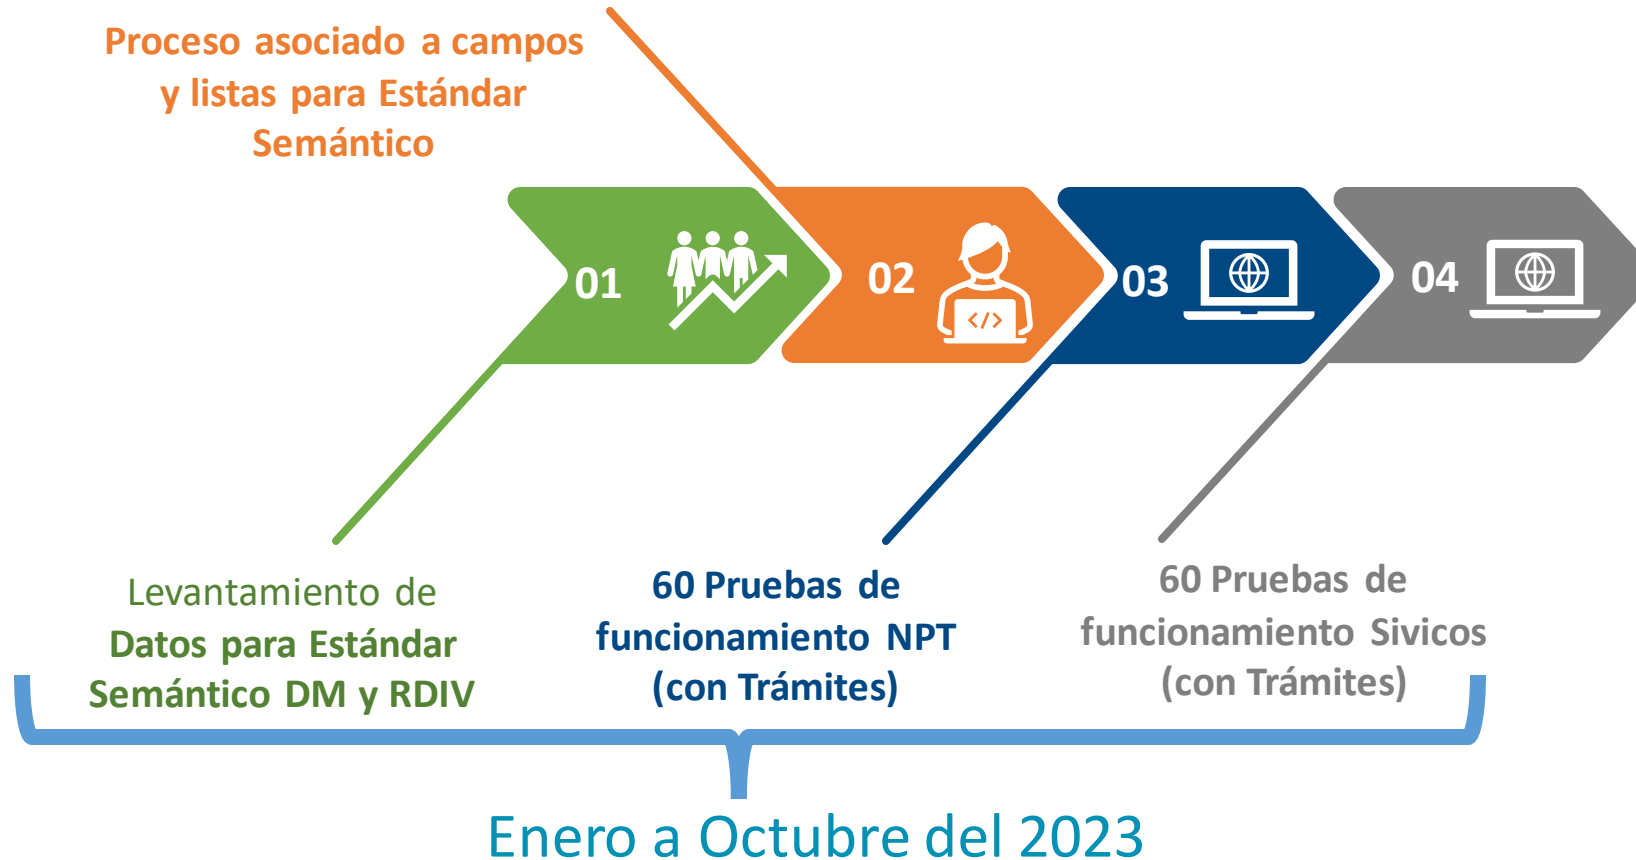 Proceso asociado a campos
y listas para Estándar
Semántico
01
02
03
04
</>
Levantamiento de
Datos para Estándar
Semántico DM y RDIV
60 Pruebas de
funcionamiento NPT
(con Trámites)
60 Pruebas de
funcionamiento Sivicos
(con Trámites)
Enero a Octubre del 2023